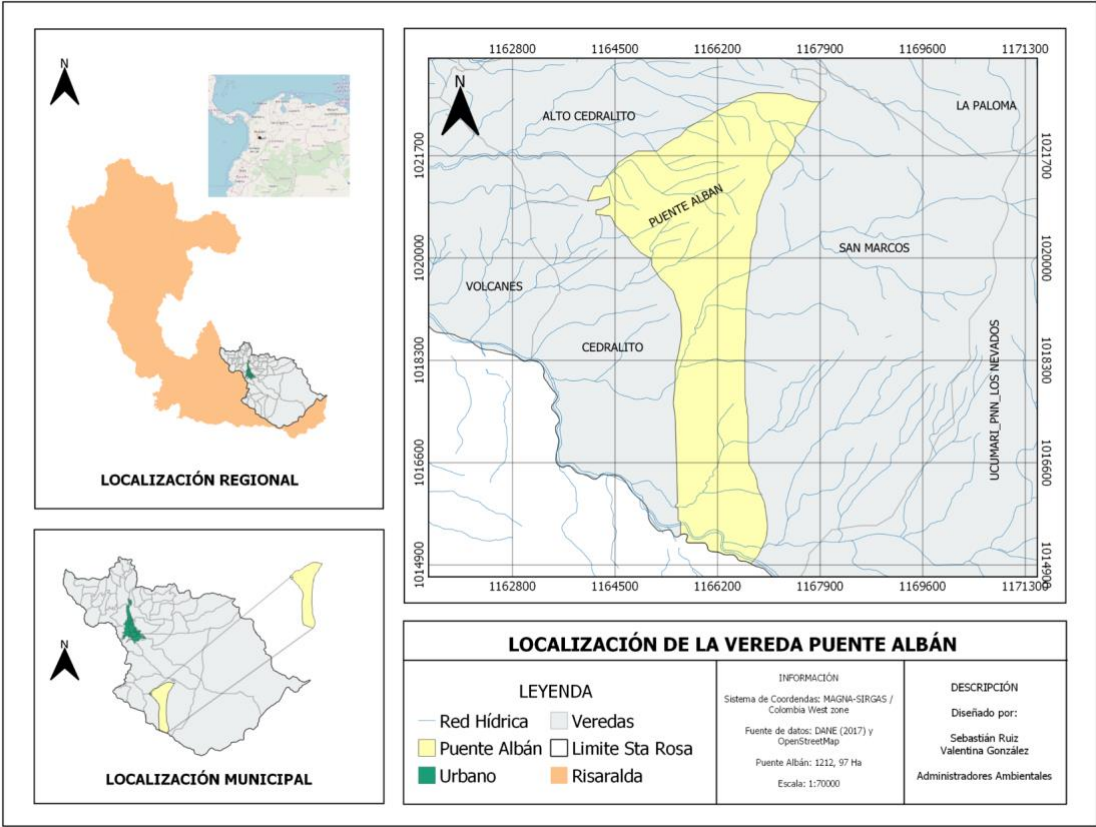 N
LOCALIZACIÓN REGIONAL
N
LOCALIZACIÓN MUNICIPAL
1162800 1164500 1166200 1167900 1169600 1171300
N
LA PALOMA
ALTO CEDRALITO
1021700
1021700
PUENTE ALBAN
SAN MARCOS
1020000
1020000
VOLCANES
CEDRALITO
1018300
1018300
UCUMARI_PNN_LOS NEVADOS
1016600
1016600
1014900
1014900
1162800 1164500 1166200 1167900 1169600 1171300
LOCALIZACIÓN DE LA VEREDA PUENTE ALBÁN
LEYENDA
Red Hídrica
Veredas
Puente Albán
Limite Sta Rosa
Urbano
Risaralda
INFORMACIÓN
Sistema de Coordendas: MAGNA-SIRGAS /
Colombia West zone
Fuente de datos: DANE (2017) y
OpenStreetMap
Puente Albán: 1212, 97 Ha
Escala: 1:70000
DESCRIPCIÓN
Diseñado por:
Sebastián Ruiz
Valentina González
Administradores Ambientales